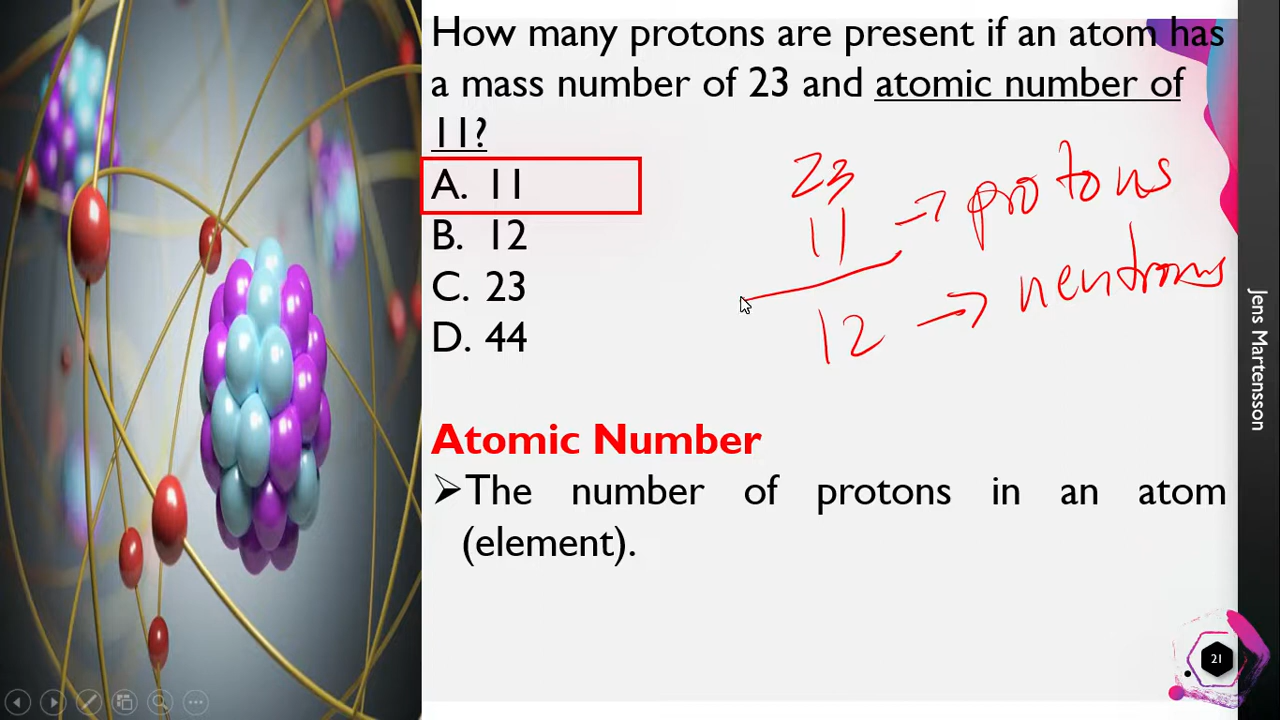 How many protons are present if an atom has
a mass number of 23 and atomic number of
11?
A. 11
B. 12
C. 23
D. 44
23
11 → protons
12 → neutrons
Atomic Number
➢The number of protons in an atom
(element).
Jens Martensson
21